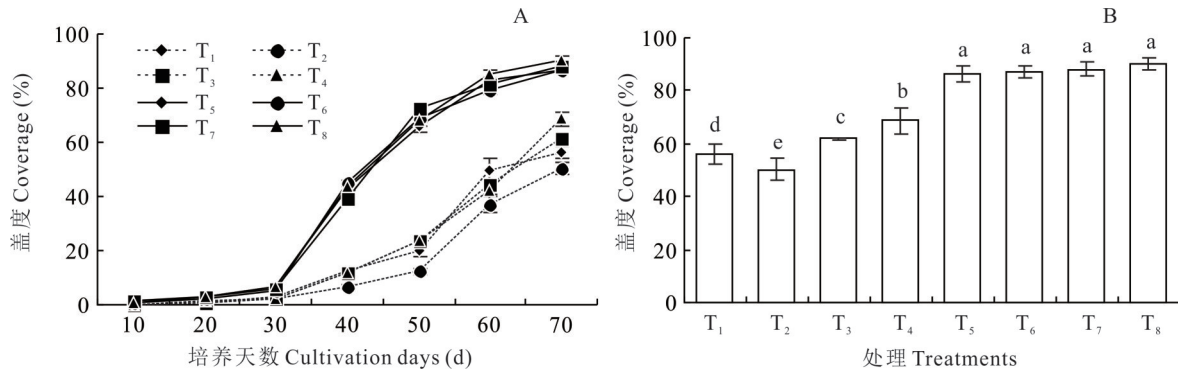 A
T1 T2
T3 T4
T5 T6
T7 T8
盖度 Coverage (%)
100
80
60
40
20
0
10 20 30 40 50 60 70
培养天数 Cultivation days (d)
B
盖度 Coverage (%)
100
80
60
40
20
0
d e c b a a a a
T1 T2 T3 T4 T5 T6 T7 T8
处理 Treatments